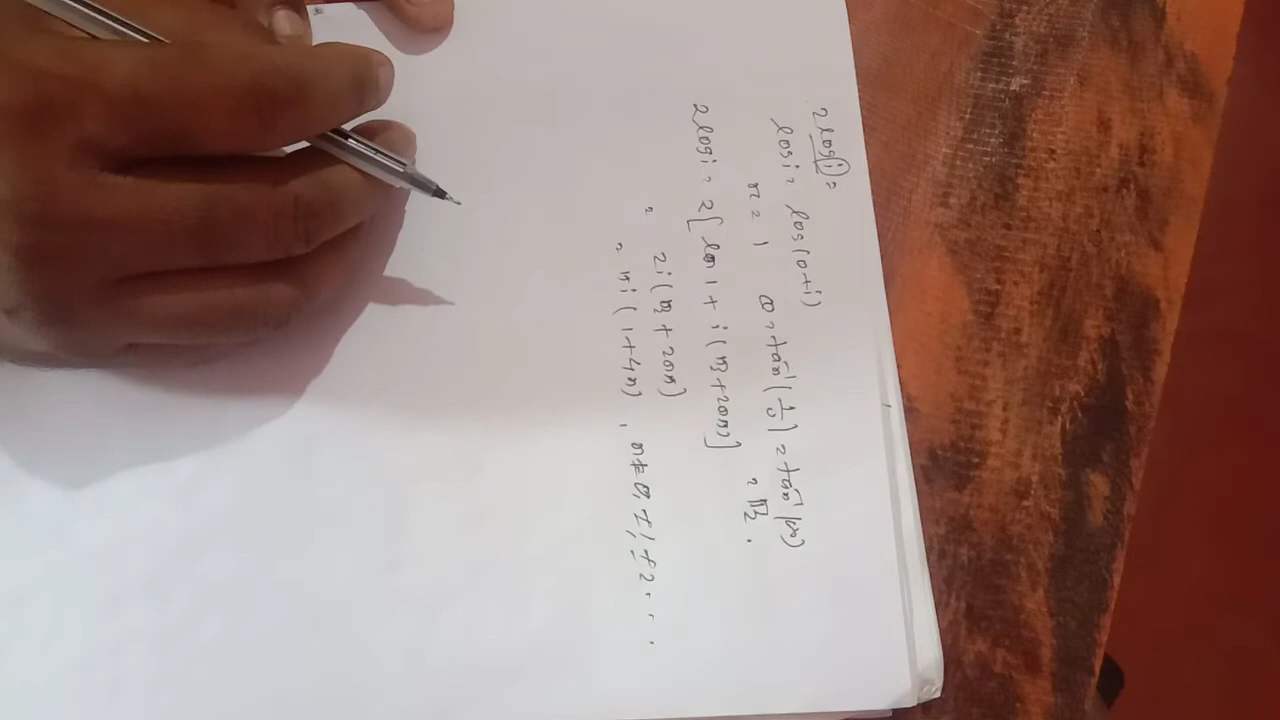 2 log i =
log i = log(0+i)
r = 1 θ = tan⁻¹(1/0) = tan⁻¹(∞)
= π/2 .
2 log i = 2[ln 1 + i(π/2 + 2nπ)]
= 2i(π/2 + 2nπ)
= πi(1+4n) , n = 0, ±1, ±2 . . .